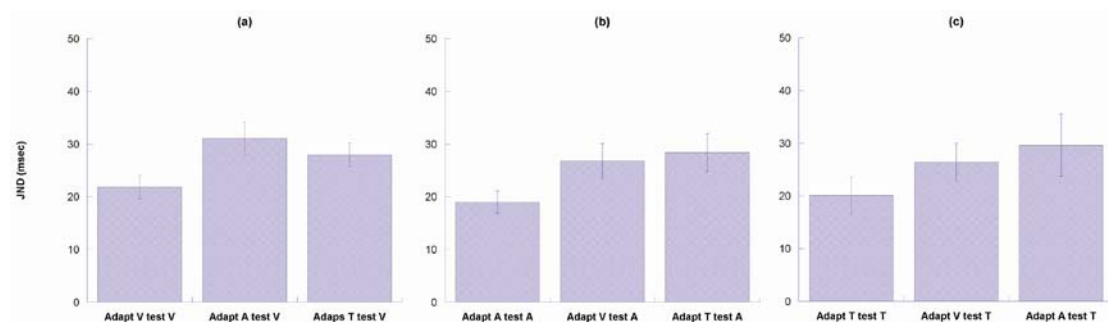 (a)
(b)
(c)
JND (msec)
50
40
30
20
10
0
Adapt V test V
Adapt A test V
Adaps T test V
50
40
30
20
10
0
Adapt A test A
Adapt V test A
Adapt T test A
50
40
30
20
10
0
Adapt T test T
Adapt V test T
Adapt A test T